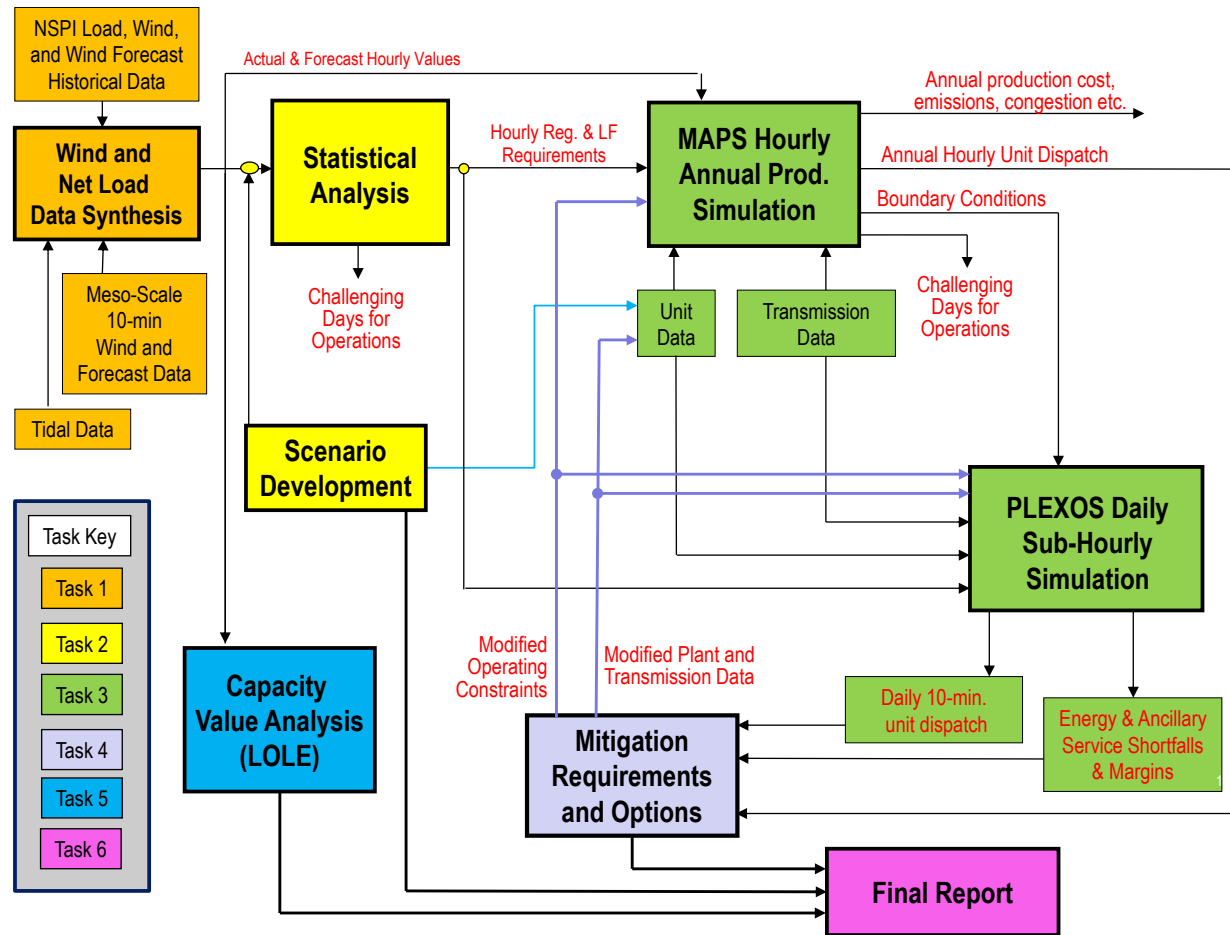 NSPI Load, Wind,
and Wind Forecast
Historical Data
Actual & Forecast Hourly Values
Annual production cost,
emissions, congestion etc.
Wind and
Net Load
Data Synthesis
Statistical
Analysis
Hourly Reg. & LF
Requirements
MAPS Hourly
Annual Prod.
Simulation
Annual Hourly Unit Dispatch
Boundary Conditions
Meso-Scale
10-min
Wind and
Forecast Data
Tidal Data
Challenging
Days for
Operations
Unit
Data
Transmission
Data
Challenging
Days for
Operations
Scenario
Development
PLEXOS Daily
Sub-Hourly
Simulation
Task Key
Task 1
Task 2
Task 3
Task 4
Task 5
Task 6
Capacity
Value Analysis
(LOLE)
Modified
Operating
Constraints
Modified Plant and
Transmission Data
Daily 10-min.
unit dispatch
Energy & Ancillary
Service Shortfalls
& Margins
1
Mitigation
Requirements
and Options
Final Report